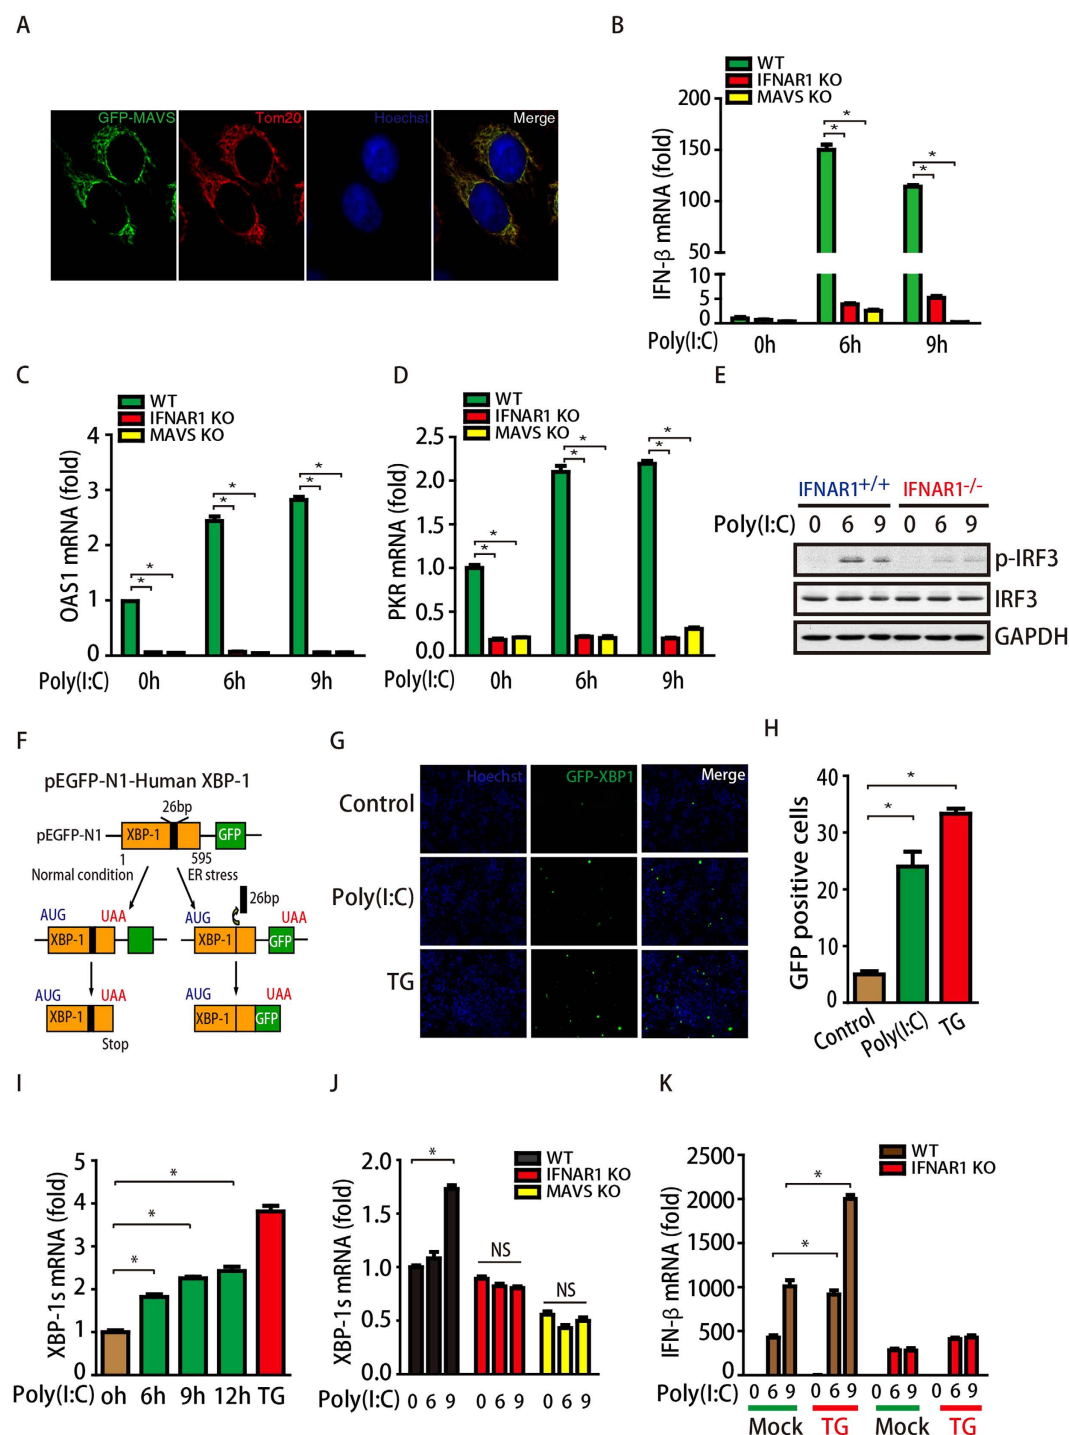 A
GFP-MAVS
Tom20
Hoechst
Merge
B
WT
IFNAR1 KO
MAVS KO
IFN-β mRNA (fold)
200
150
100
50
10
5
0
* * * *
Poly(I:C)
0h
6h
9h
C
WT
IFNAR1 KO
MAVS KO
OAS1 mRNA (fold)
4
3
2
1
0
* * * * * *
Poly(I:C)
0h
6h
9h
D
WT
IFNAR1 KO
MAVS KO
PKR mRNA (fold)
2.5
2.0
1.5
1.0
0.5
0.0
* * * * * *
Poly(I:C)
0h
6h
9h
E
IFNAR1+/+ IFNAR1-/-
Poly(I:C) 0 6 9 0 6 9
p-IRF3
IRF3
GAPDH
F
pEGFP-N1-Human XBP-1
26bp
pEGFP-N1 XBP-1 GFP
1 595
Normal condition ER stress
26bp
AUG UAA AUG UAA
XBP-1 XBP-1 GFP
AUG UAA AUG UAA
XBP-1 XBP-1 GFP
Stop
G
Hoechst
GFP-XBP1
Merge
Control
Poly(I:C)
TG
H
GFP positive cells
40
30
20
10
0
* *
Control
Poly(I:C)
TG
I
XBP-1s mRNA (fold)
5
4
3
2
1
0
* * *
Poly(I:C) oh 6h 9h 12h TG
J
WT
IFNAR1 KO
MAVS KO
XBP-1s mRNA (fold)
2.0
1.5
1.0
0.5
0.0
*
NS
NS
Poly(I:C) 0 6 9 0 6 9 0 6 9
K
WT
IFNAR1 KO
IFN-β mRNA (fold)
2500
2000
1500
1000
500
0
* *
Poly(I:C) 0 6 9 0 6 9 0 6 9 0 6 9
Mock TG Mock TG